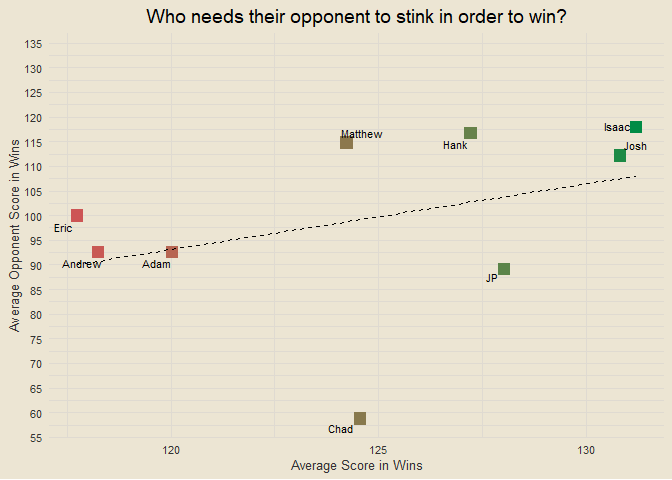 Who needs their opponent to stink in order to win?
Average Opponent Score in Wins
135
130
125
120
115
110
105
100
95
90
85
80
75
70
65
60
55
Isaac
Matthew
Hank
Josh
Eric
Andrew
Adam
JP
Chad
120
125
130
Average Score in Wins